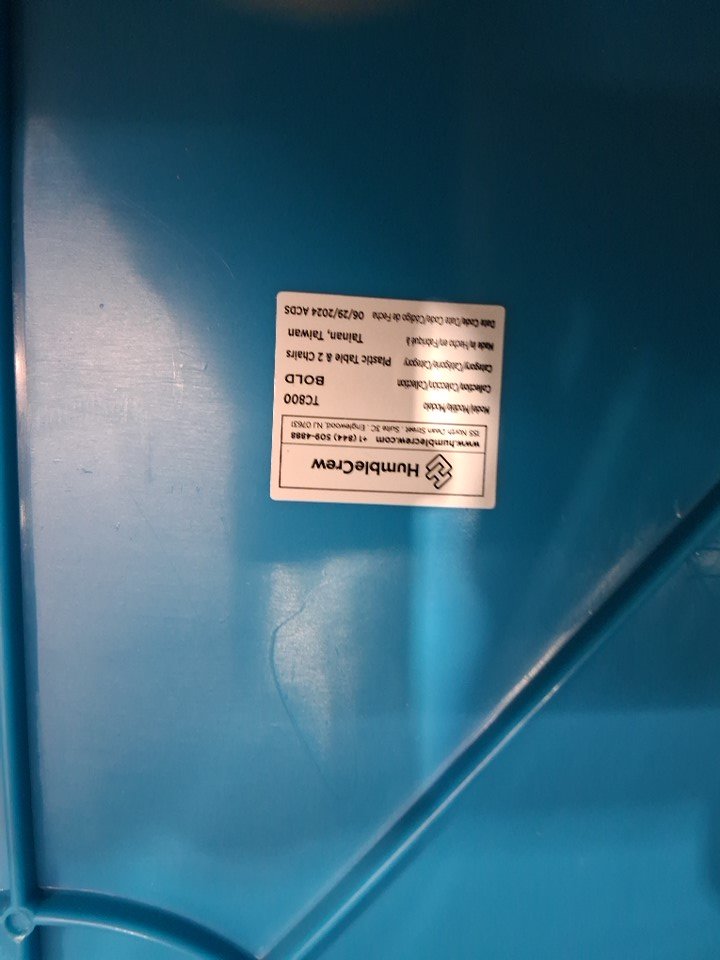 HumbleCrew
www.humblecrew.com +1 (844) 509-4888
155 North Dean Street, Suite 3C, Englewood, NJ 07631
Model/Modèle/Modelo TC800
Collection/Colección/Collection BOLD
Category/Catégorie/Category Plastic Table & 2 Chairs
Made in/Hecho en/Fabriqué à Tainan, Taiwan
Date Code/Date Code/Código de Fecha 06/29/2024 ACDS